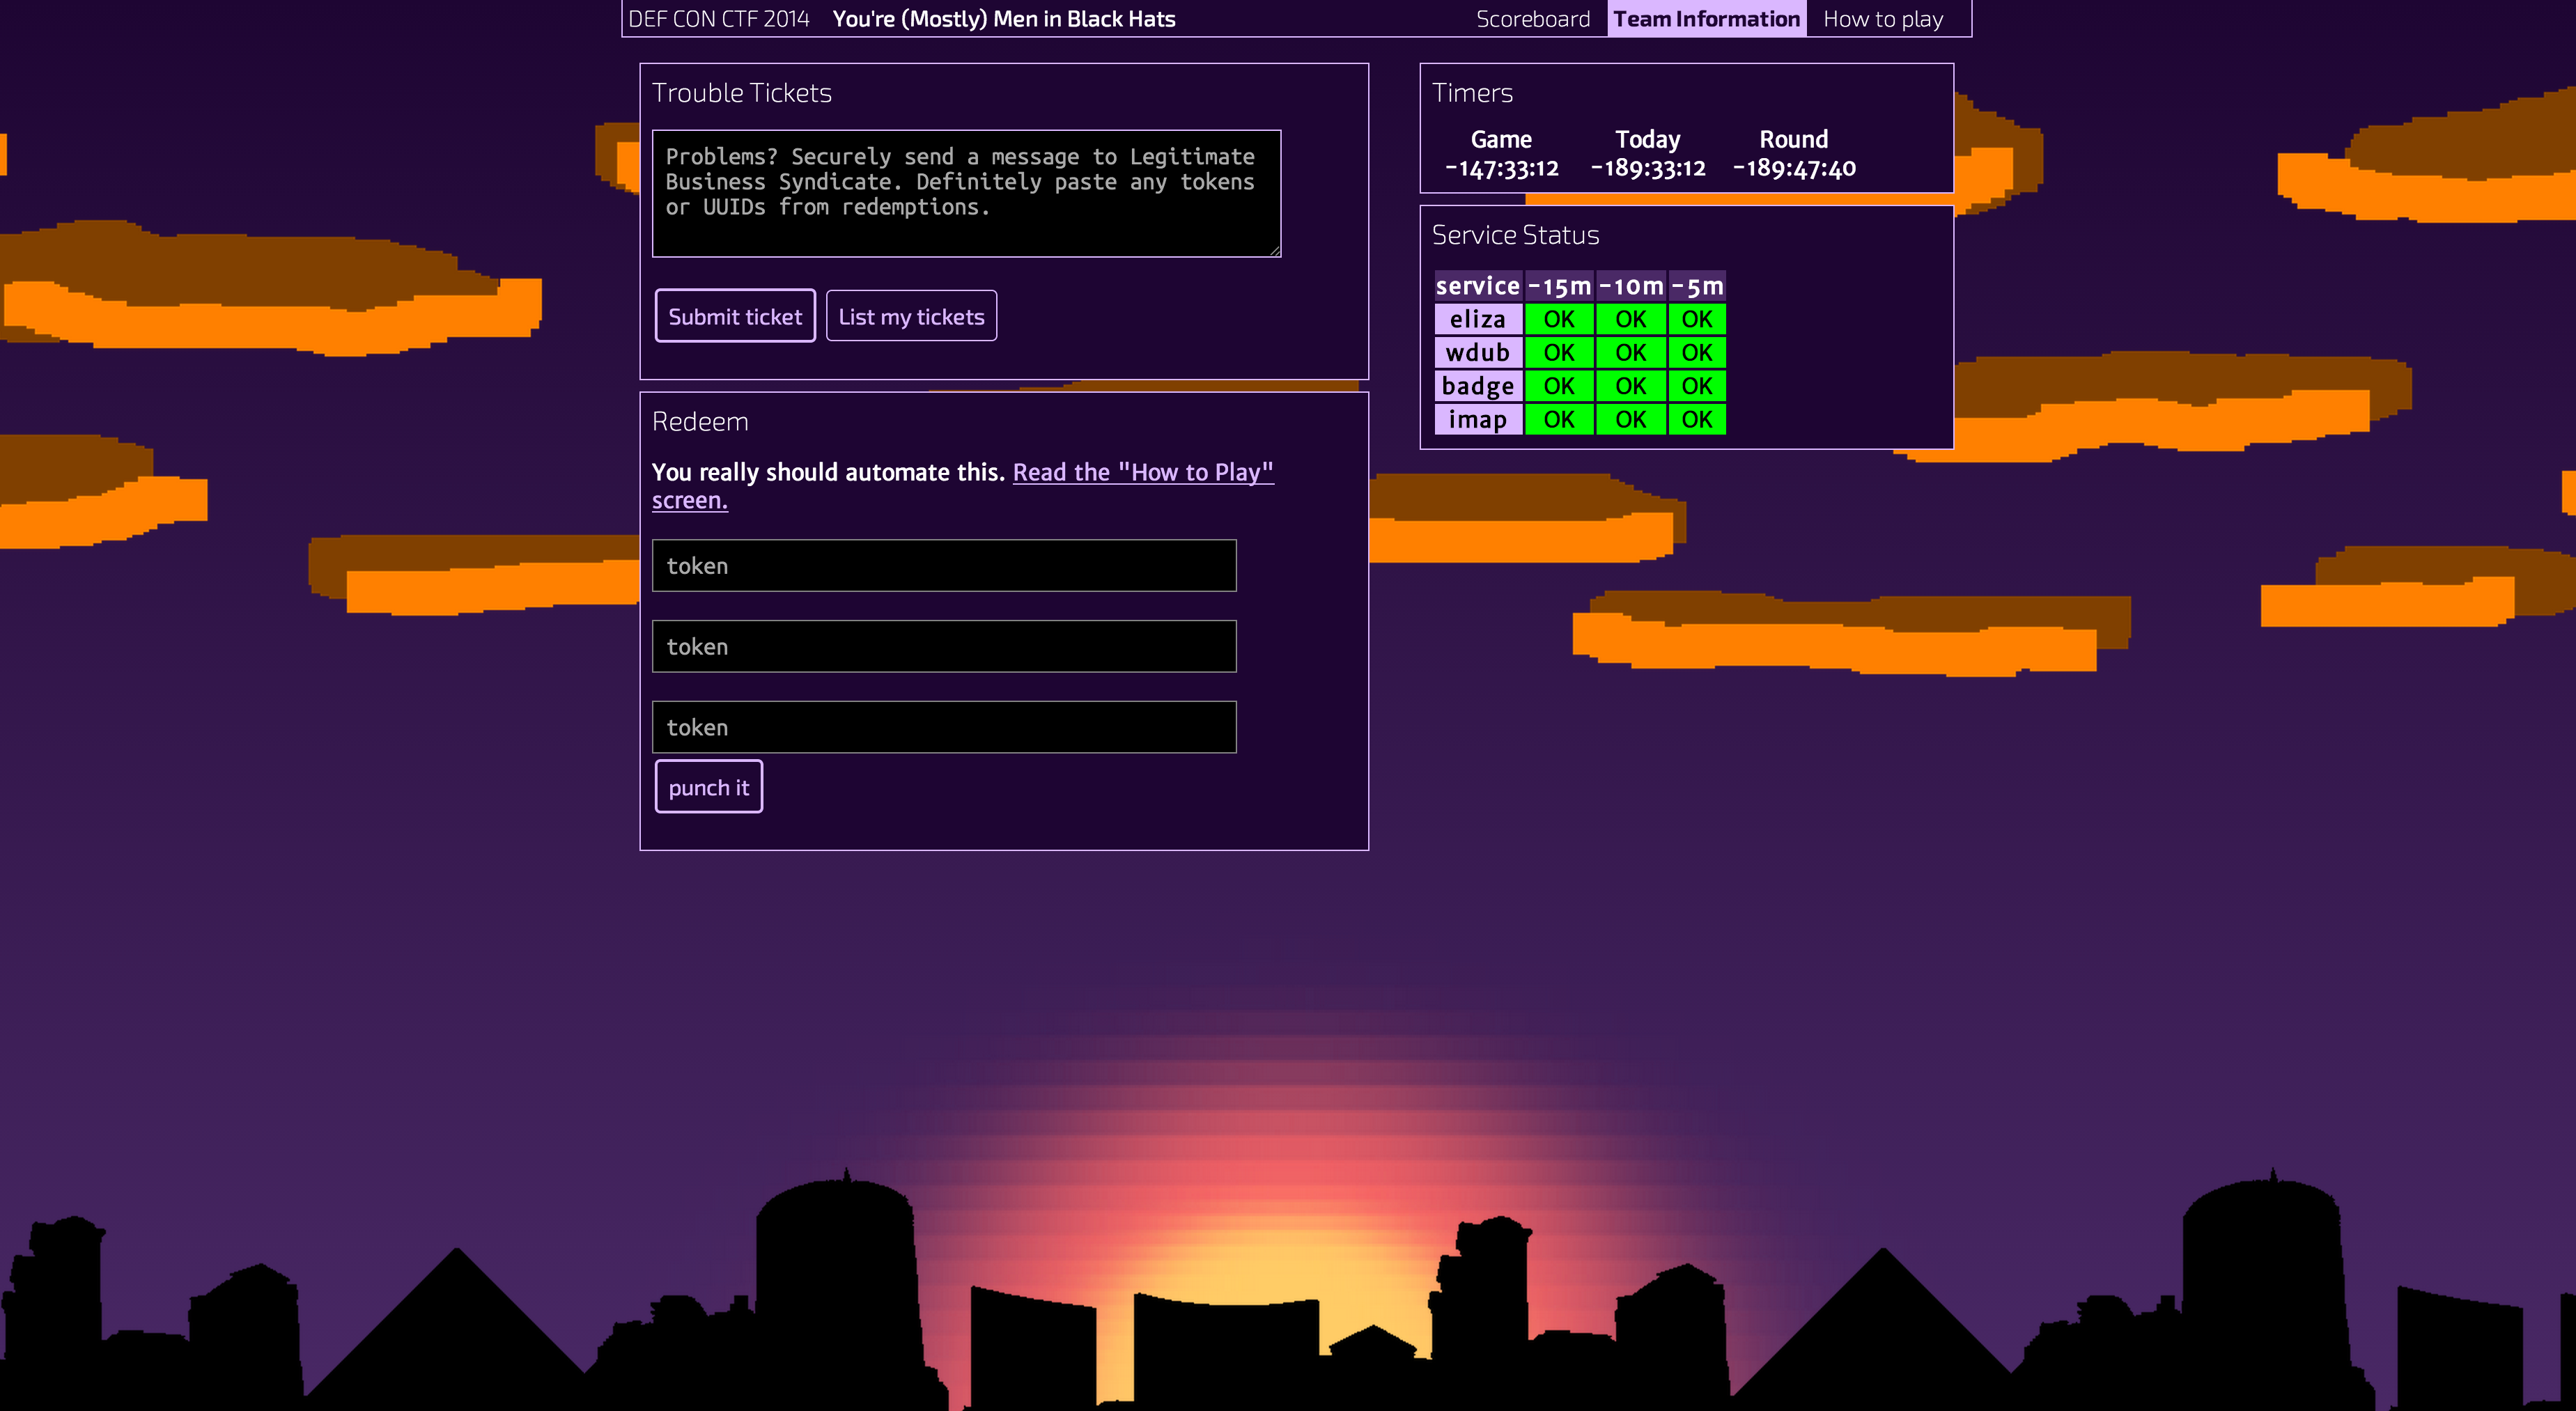 DEF CON CTF 2014 You're (Mostly) Men in Black Hats Scoreboard Team Information How to play
Trouble Tickets
Problems? Securely send a message to Legitimate
Business Syndicate. Definitely paste any tokens
or UUIDs from redemptions.
Submit ticket List my tickets
Redeem
You really should automate this. Read the "How to Play"
screen.
token
token
token
punch it
Timers
Game Today Round
-147:33:12 -189:33:12 -189:47:40
Service Status
service -15m -10m -5m
eliza OK OK OK
wdub OK OK OK
badge OK OK OK
imap OK OK OK